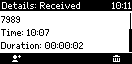 Details: Received 10:11
7989
Time: 10:07
Duration: 00:00:02